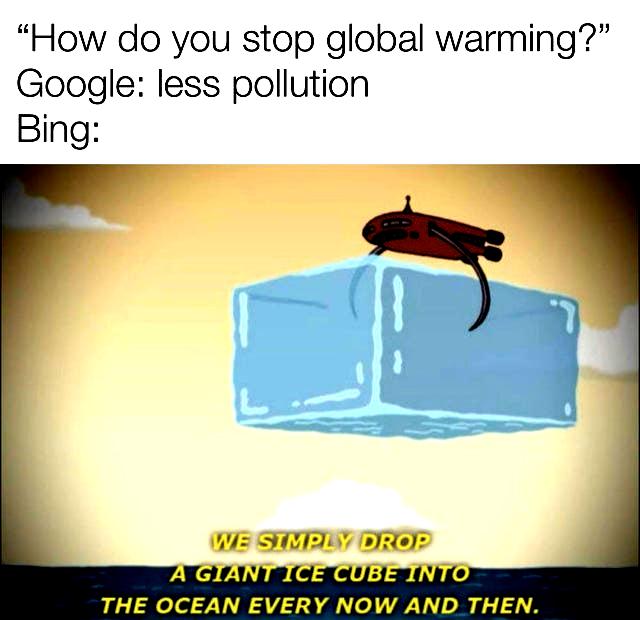 “How do you stop global warming?”
Google: less pollution
Bing:
WE SIMPLY DROP
A GIANT ICE CUBE INTO
THE OCEAN EVERY NOW AND THEN.